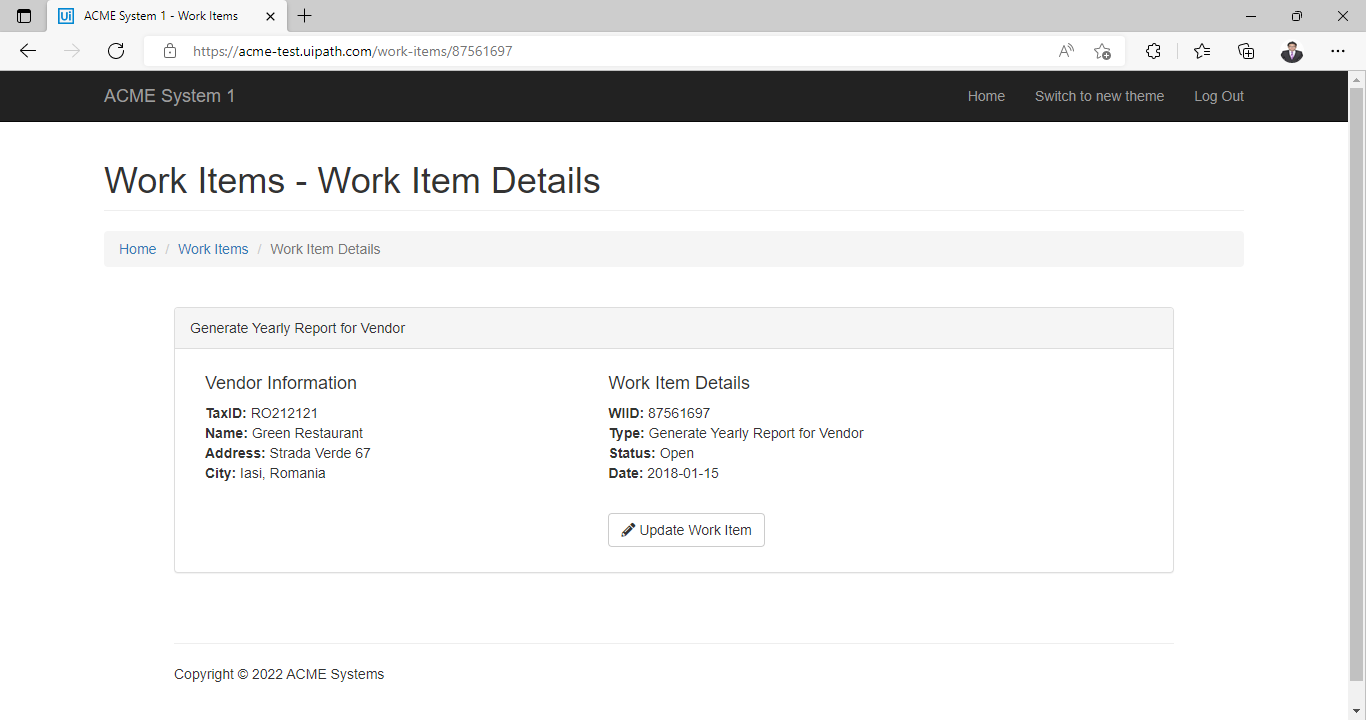 Ui ACME System 1 - Work Items
https://acme-test.uipath.com/work-items/87561697
ACME System 1
Home Switch to new theme Log Out
Work Items - Work Item Details
Home / Work Items / Work Item Details
Generate Yearly Report for Vendor
Vendor Information
TaxID: RO212121
Name: Green Restaurant
Address: Strada Verde 67
City: Iasi, Romania
Work Item Details
WIID: 87561697
Type: Generate Yearly Report for Vendor
Status: Open
Date: 2018-01-15
Update Work Item
Copyright © 2022 ACME Systems